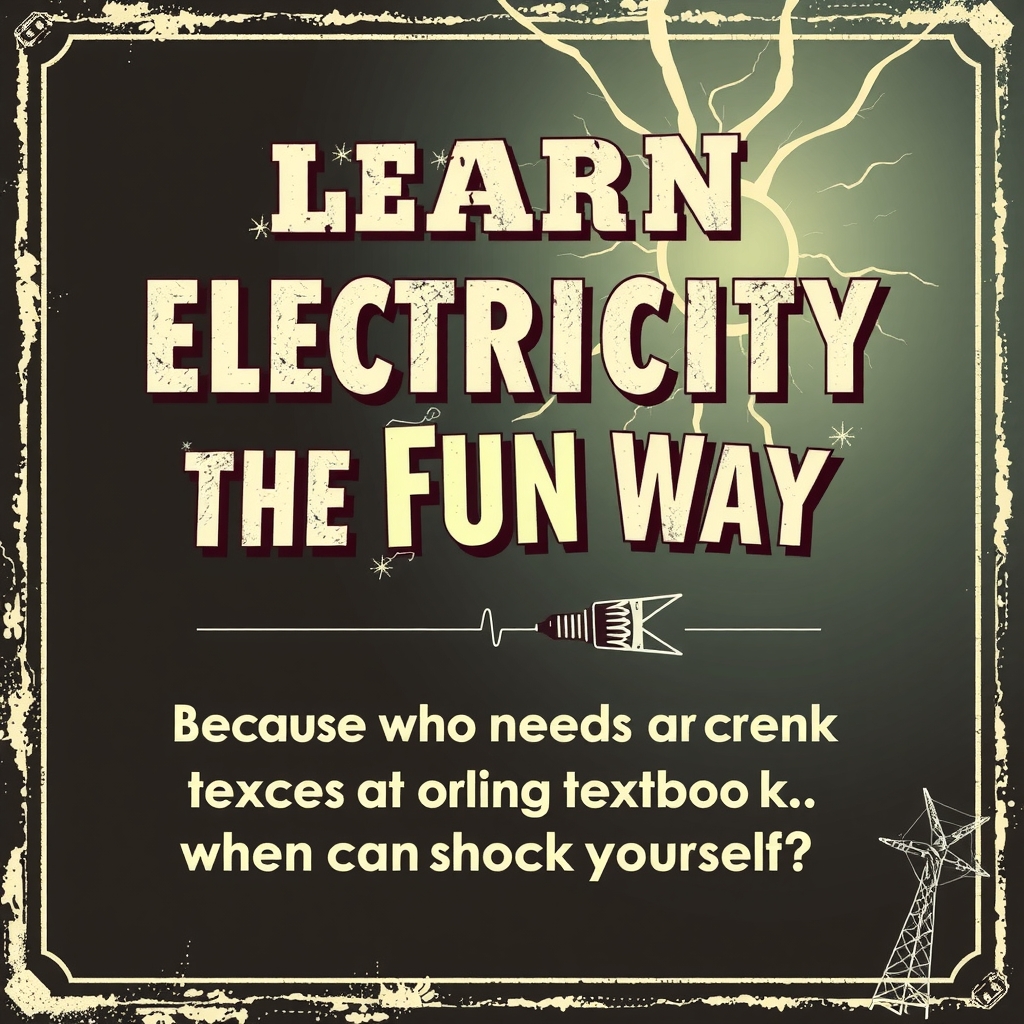 LEARN
ELECTRICITY
THE FUN WAY
Because who needs ar crenk
texces at orling textboo k..
when can shock yourself?